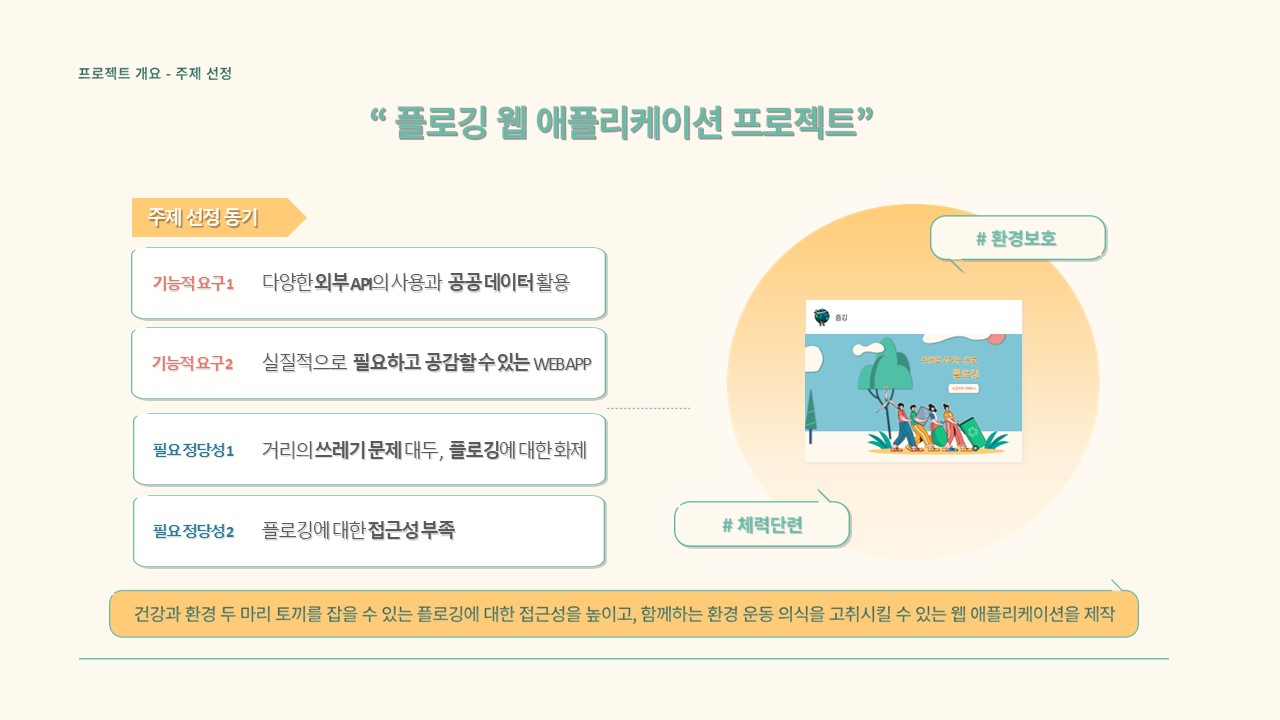 프로젝트 개요 - 주제 선정
“ 플로깅 웹 애플리케이션 프로젝트”
주제 선정 동기
기능적 요구1 다양한 외부 API의 사용과 공공 데이터 활용
기능적 요구2 실질적으로 필요하고 공감할 수 있는 WEB APP
필요 정당성1 거리의 쓰레기 문제 대두, 플로깅에 대한 화제
필요 정당성2 플로깅에 대한 접근성 부족
# 환경보호
줍깅
플로깅
# 체력단련
건강과 환경 두 마리 토끼를 잡을 수 있는 플로깅에 대한 접근성을 높이고, 함께하는 환경 운동 의식을 고취시킬 수 있는 웹 애플리케이션을 제작